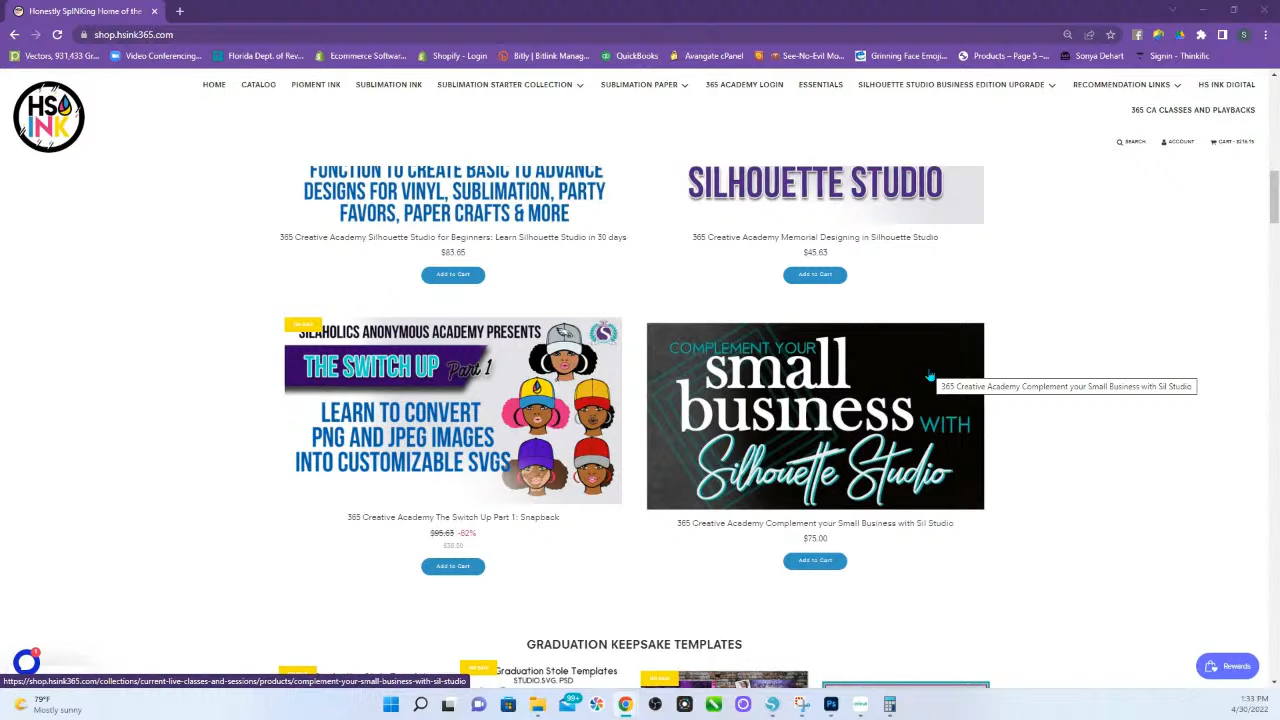 Honestly SpINKing Home of the
shop.hsink365.com
Vectors, 931,433 Gr...
Video Conferencing...
Florida Dept. of Rev...
Ecommerce Softwar...
Shopify - Login
Bitly | Bitlink Manag...
QuickBooks
Avangate Cpanel
See-No-Evil Mo...
Grinning Face Emoji...
Products – Page 5 –...
Sonya Dehart
Thinkific - Sign In
HS
INK
HOME
CATALOG
PIGMENT INK
SUBLIMATION INK
SUBLIMATION STARTER COLLECTION
SUBLIMATION PAPER
365 ACADEMY LOGIN
ESSENTIALS
SILHOUETTE STUDIO BUSINESS EDITION UPGRADE
RECOMMENDATION LINKS
HS INK DIGITAL
365 CA CLASSES AND PLAYBACKS
SEARCH
ACCOUNT
FUNCTION TO CREATE BASIC TO ADVANCE
DESIGNS FOR VINYL, SUBLIMATION, PARTY
FAVORS, PAPER CRAFTS & MORE
SILHOUETTE STUDIO
365 Creative Academy Silhouette Studio for Beginners: Learn Silhouette Studio in 30 days
$83.65
Add to Cart
365 Creative Academy Memorial Designing in Silhouette Studio
$45.63
Add to Cart
SILAHOLICS ANONYMOUS ACADEMY PRESENTS
THE SWITCH UP Part 1
LEARN TO CONVERT
PNG AND JPEG IMAGES
INTO CUSTOMIZABLE SVGS
COMPLEMENT YOUR
small
business WITH
Silhouette Studio
365 Creative Academy Complement your Small Business with Sil Studio
365 Creative Academy The Switch Up Part 1: Snapback
$95.63 -62%
Add to Cart
365 Creative Academy Complement your Small Business with Sil Studio
$75.00
Add to Cart
GRADUATION KEEPSAKE TEMPLATES
Graduation Stole Templates
STUDIO.SVG, PSD
Rewards
https://shop.hsink365.com/collections/current-live-classes-and-sessions/products/complement-your-small-business-with-sil-studio
79°F
Mostly sunny
99+
Ps
1:33 PM
4/30/2022